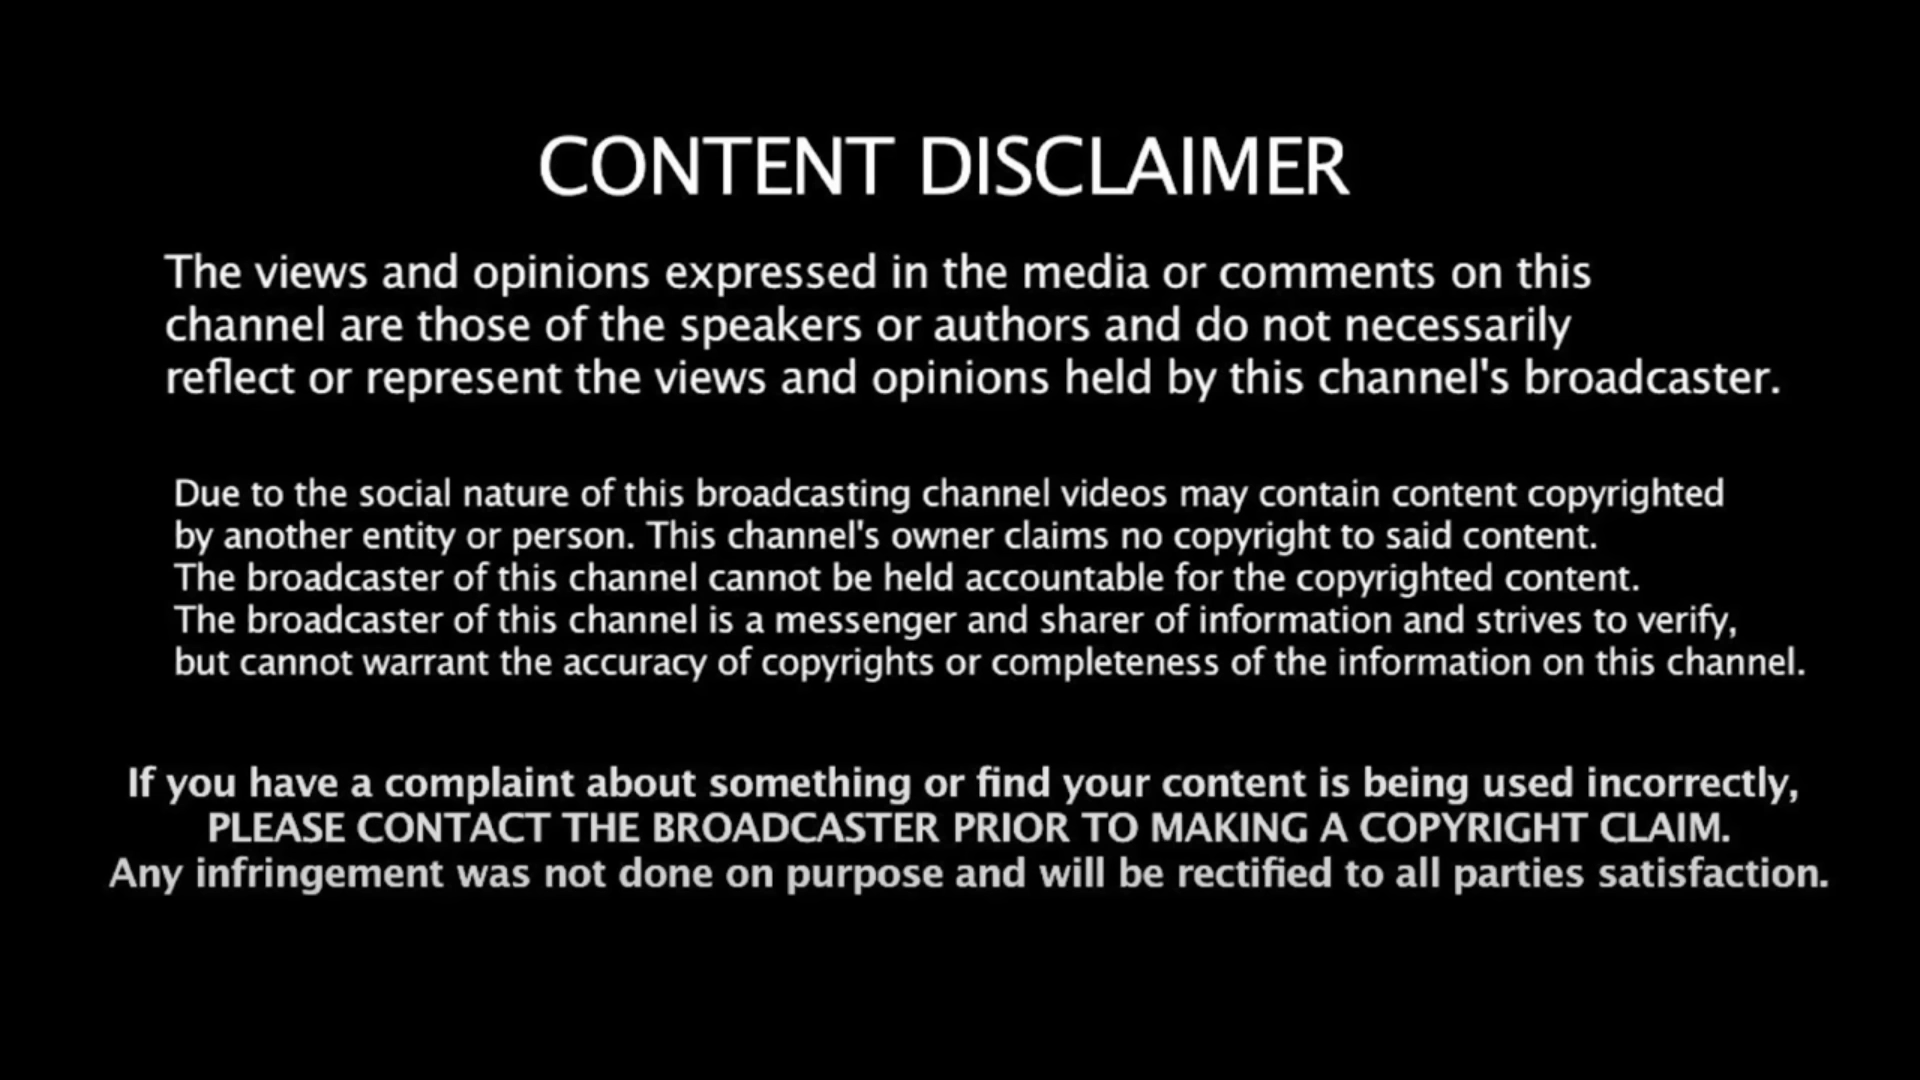 CONTENT DISCLAIMER
The views and opinions expressed in the media or comments on this
channel are those of the speakers or authors and do not necessarily
reflect or represent the views and opinions held by this channel's broadcaster.
Due to the social nature of this broadcasting channel videos may contain content copyrighted
by another entity or person. This channel's owner claims no copyright to said content.
The broadcaster of this channel cannot be held accountable for the copyrighted content.
The broadcaster of this channel is a messenger and sharer of information and strives to verify,
but cannot warrant the accuracy of copyrights or completeness of the information on this channel.
If you have a complaint about something or find your content is being used incorrectly,
PLEASE CONTACT THE BROADCASTER PRIOR TO MAKING A COPYRIGHT CLAIM.
Any infringement was not done on purpose and will be rectified to all parties satisfaction.